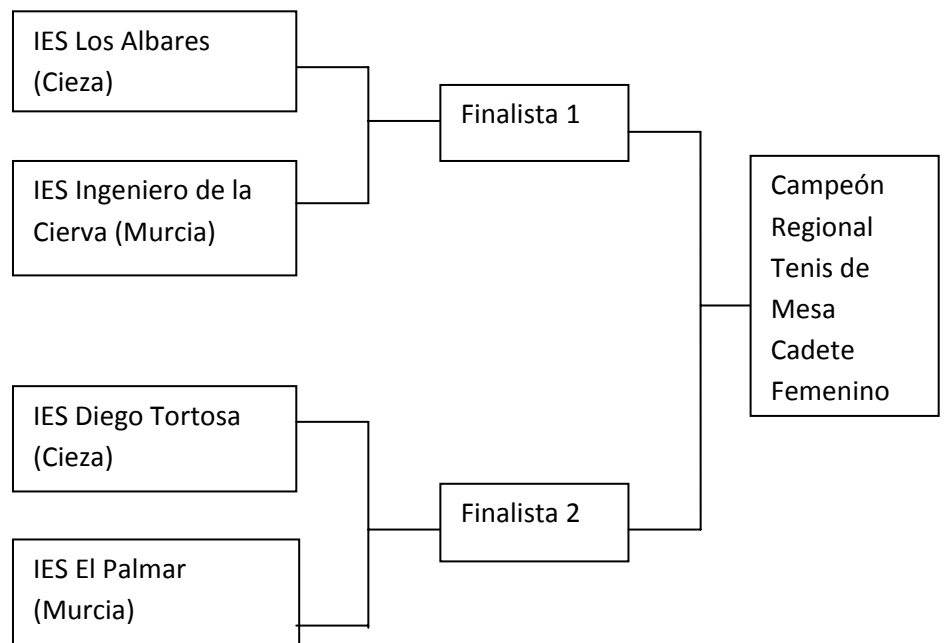 IES Los Albares
(Cieza)
IES Ingeniero de la
Cierva (Murcia)
Finalista 1
Campeón
Regional
Tenis de
Mesa
Cadete
Femenino
IES Diego Tortosa
(Cieza)
Finalista 2
IES El Palmar
(Murcia)